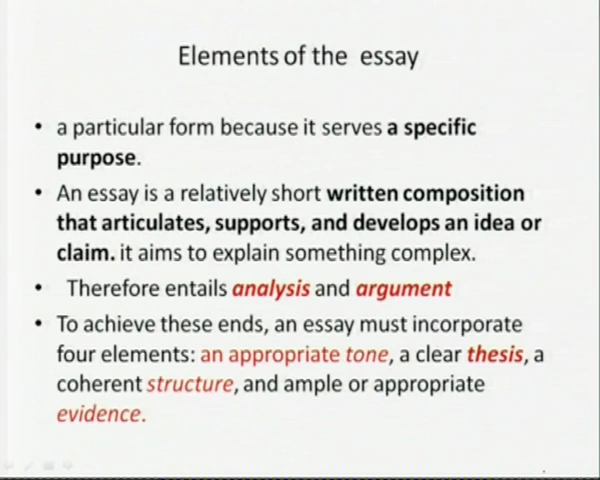 Elements of the essay
• a particular form because it serves a specific
purpose.
• An essay is a relatively short written composition
that articulates, supports, and develops an idea or
claim. it aims to explain something complex.
• Therefore entails analysis and argument
• To achieve these ends, an essay must incorporate
four elements: an appropriate tone, a clear thesis, a
coherent structure, and ample or appropriate
evidence.